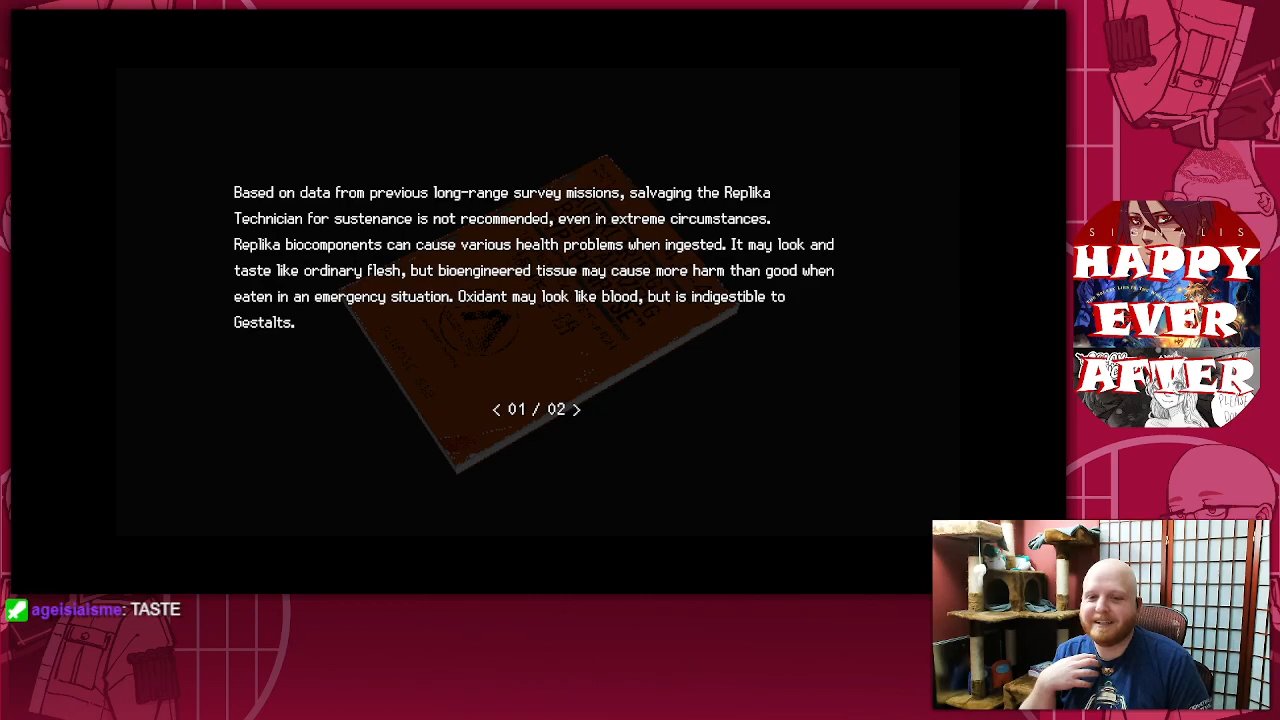 Based on data from previous long-range survey missions, salvaging the Replika
Technician for sustenance is not recommended, even in extreme circumstances.
Replika biocomponents can cause various health problems when ingested. It may look and
taste like ordinary flesh, but bioengineered tissue may cause more harm than good when
eaten in an emergency situation. Oxidant may look like blood, but is indigestible to
Gestalts.
< 01 / 02 >
SIGNALIS
HAPPY
EVER
AFTER
ageislaisme: TASTE